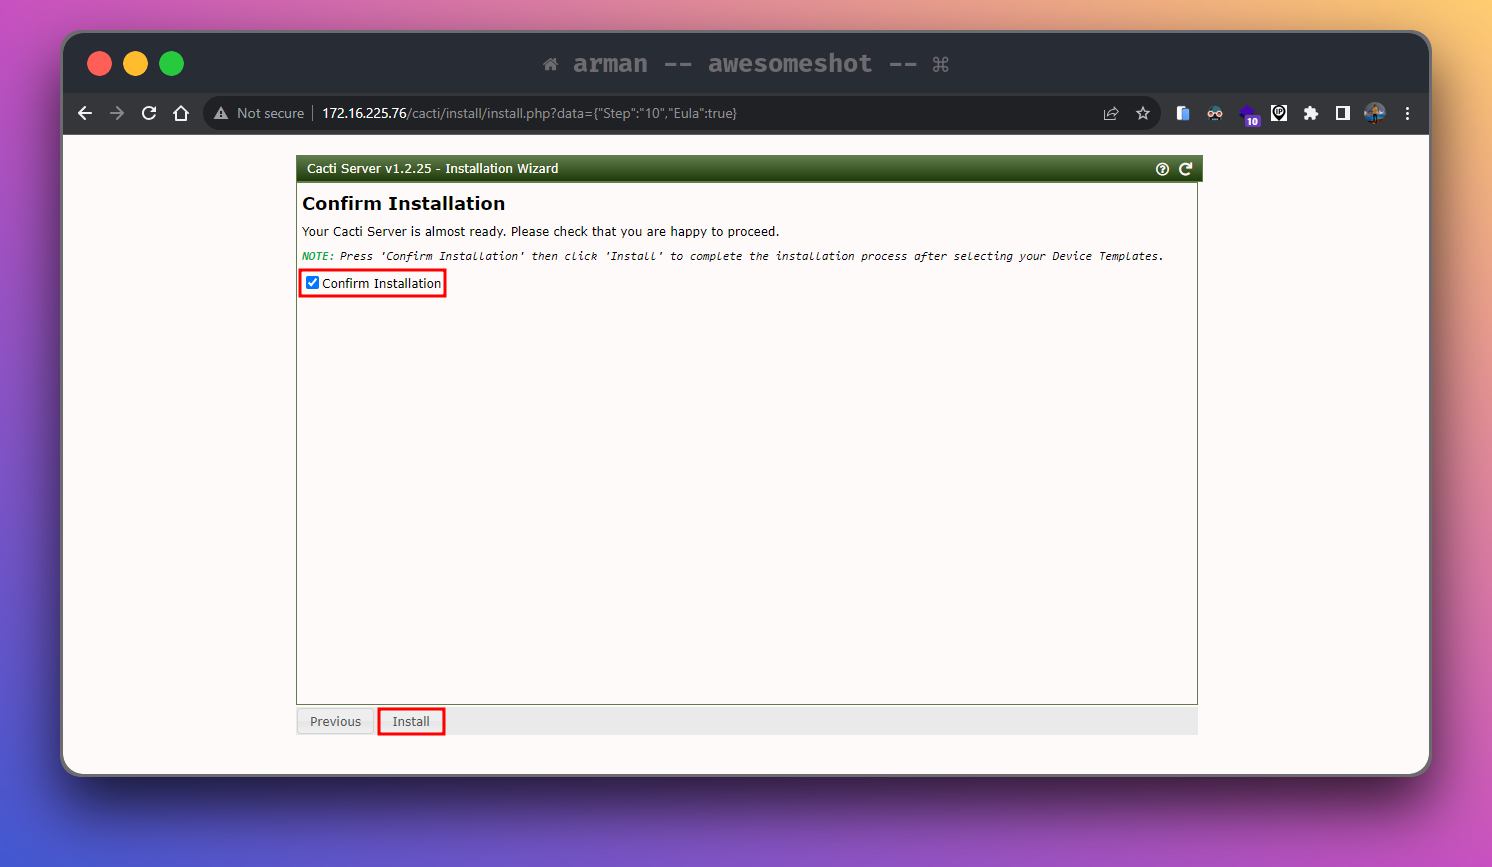 arman -- awesomeshot -- ⌘
Not secure | 172.16.225.76/cacti/install/install.php?data={"Step":"10","Eula":true}
10
Cacti Server v1.2.25 - Installation Wizard
Confirm Installation
Your Cacti Server is almost ready. Please check that you are happy to proceed.
NOTE: Press 'Confirm Installation' then click 'Install' to complete the installation process after selecting your Device Templates.
Confirm Installation
Previous Install